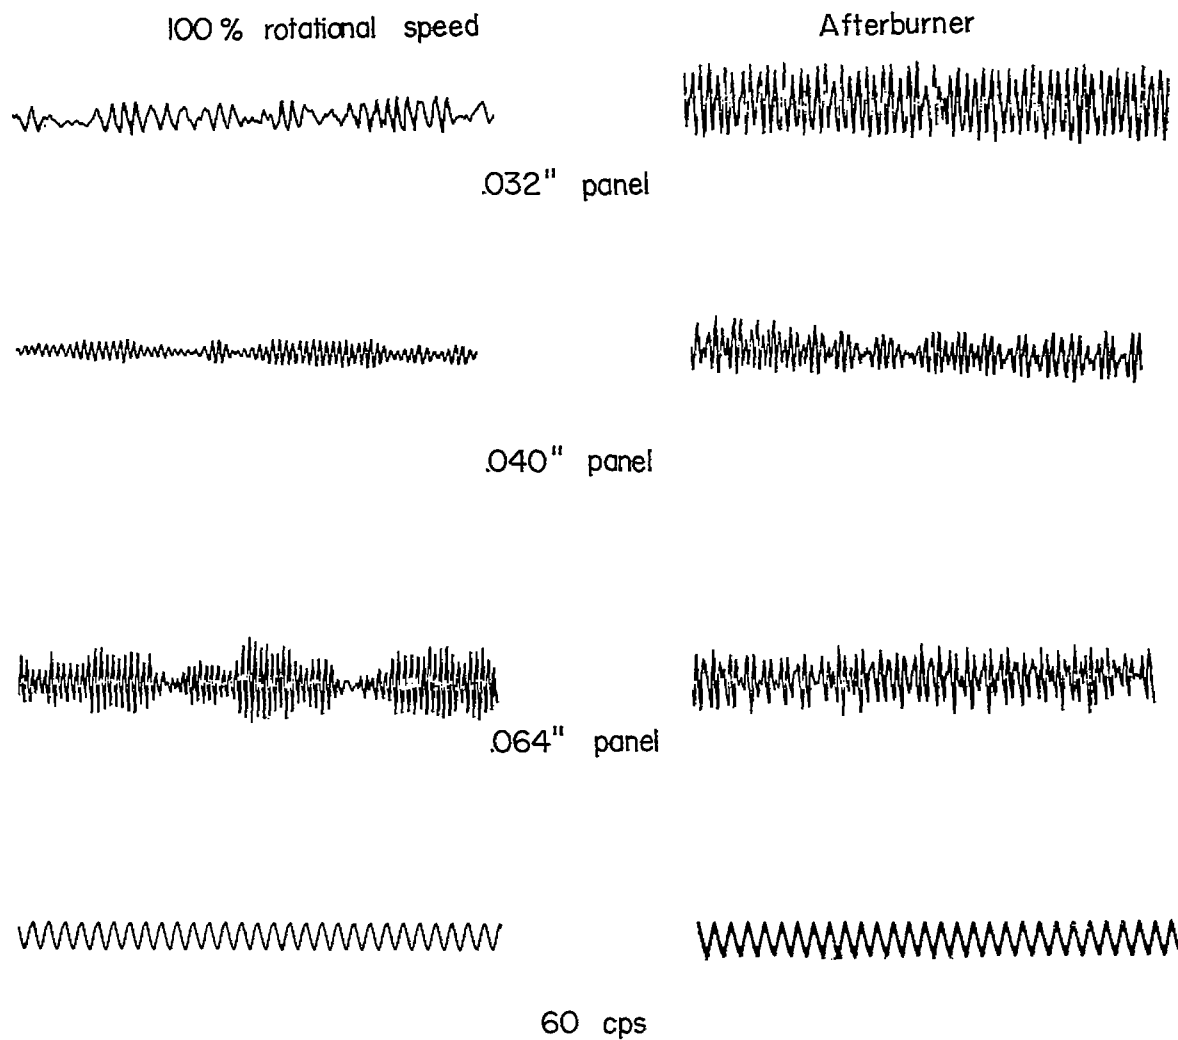 100 % rotational speed
Afterburner
.032" panel
.040" panel
.064" panel
60 cps